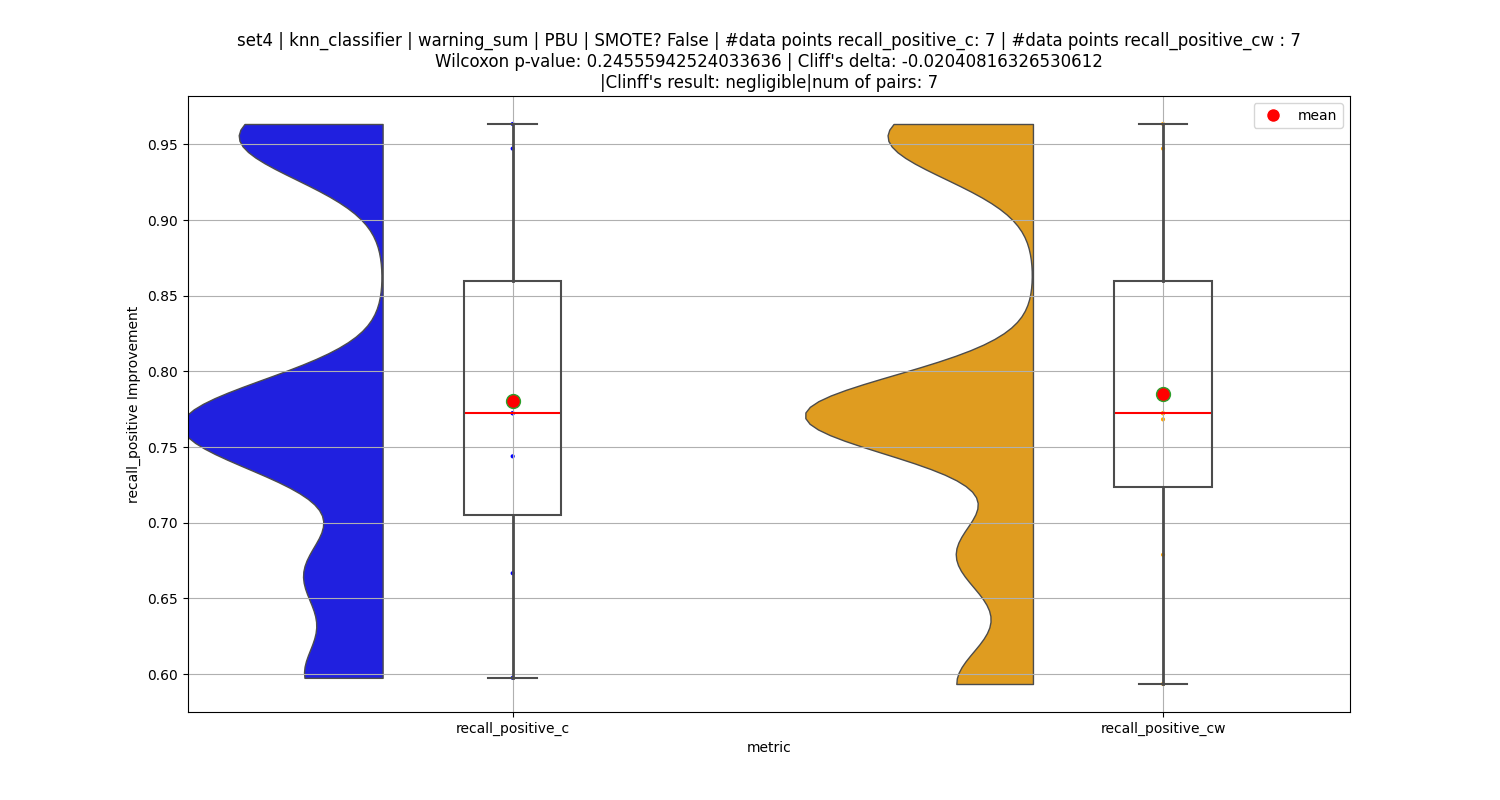 set4 | knn_classifier | warning_sum | PBU | SMOTE? False | #data points recall_positive_c: 7 | #data points recall_positive_cw : 7
Wilcoxon p-value: 0.24555942524033636 | Cliff's delta: -0.02040816326530612
|Clinff's result: negligible|num of pairs: 7
mean
0.95
0.90
0.85
0.80
0.75
0.70
0.65
0.60
recall_positive Improvement
recall_positive_c
recall_positive_cw
metric